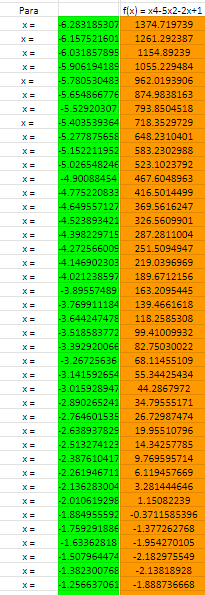 Para f(x) = x4-5x2-2x+1
x = -6.283185307 1374.719739
x = -6.157521601 1261.292387
x = -6.031857895 1154.89239
x = -5.906194189 1055.229484
x = -5.780530483 962.0193906
x = -5.654866776 874.9838163
x = -5.52920307 793.8504518
x = -5.403539364 718.3529729
x = -5.277875658 648.2310401
x = -5.152211952 583.2302988
x = -5.026548246 523.1023792
x = -4.90088454 467.6048963
x = -4.775220833 416.5014499
x = -4.649557127 369.5616247
x = -4.523893421 326.5609901
x = -4.398229715 287.2811004
x = -4.272566009 251.5094947
x = -4.146902303 219.0396969
x = -4.021238597 189.6712156
x = -3.89557489 163.2095445
x = -3.769911184 139.4661618
x = -3.644247478 118.2585308
x = -3.518583772 99.41009932
x = -3.392920066 82.75030022
x = -3.26725636 68.11455109
x = -3.141592654 55.34425434
x = -3.015928947 44.2867972
x = -2.890265241 34.79555171
x = -2.764601535 26.72987474
x = -2.638937829 19.95510796
x = -2.513274123 14.34257785
x = -2.387610417 9.769595714
x = -2.261946711 6.119459669
x = -2.136283004 3.281444646
x = -2.010619298 1.15082239
x = -1.884955592 -0.3711585396
x = -1.759291886 -1.377262768
x = -1.63362818 -1.954270105
x = -1.507964474 -2.182975549
x = -1.382300768 -2.13818928
x = -1.256637061 -1.888736668